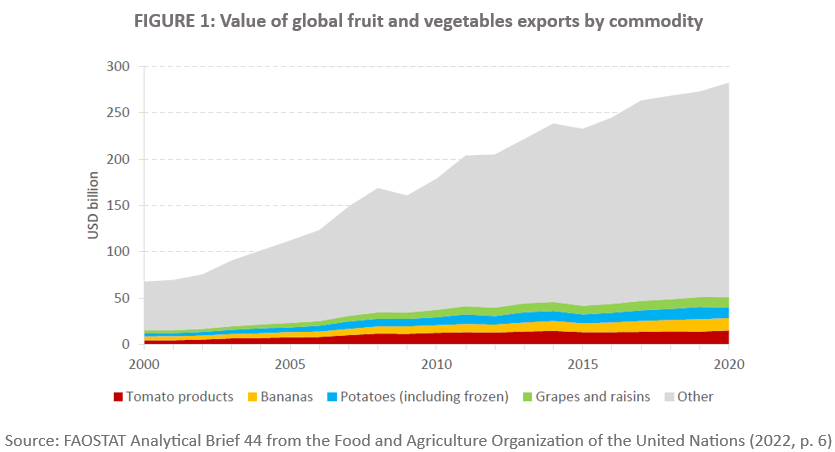 FIGURE 1: Value of global fruit and vegetables exports by commodity
300
250
200
150
100
50
0
USD billion
2000 2005 2010 2015 2020
Tomato products Bananas Potatoes (including frozen) Grapes and raisins Other
Source: FAOSTAT Analytical Brief 44 from the Food and Agriculture Organization of the United Nations (2022, p. 6)